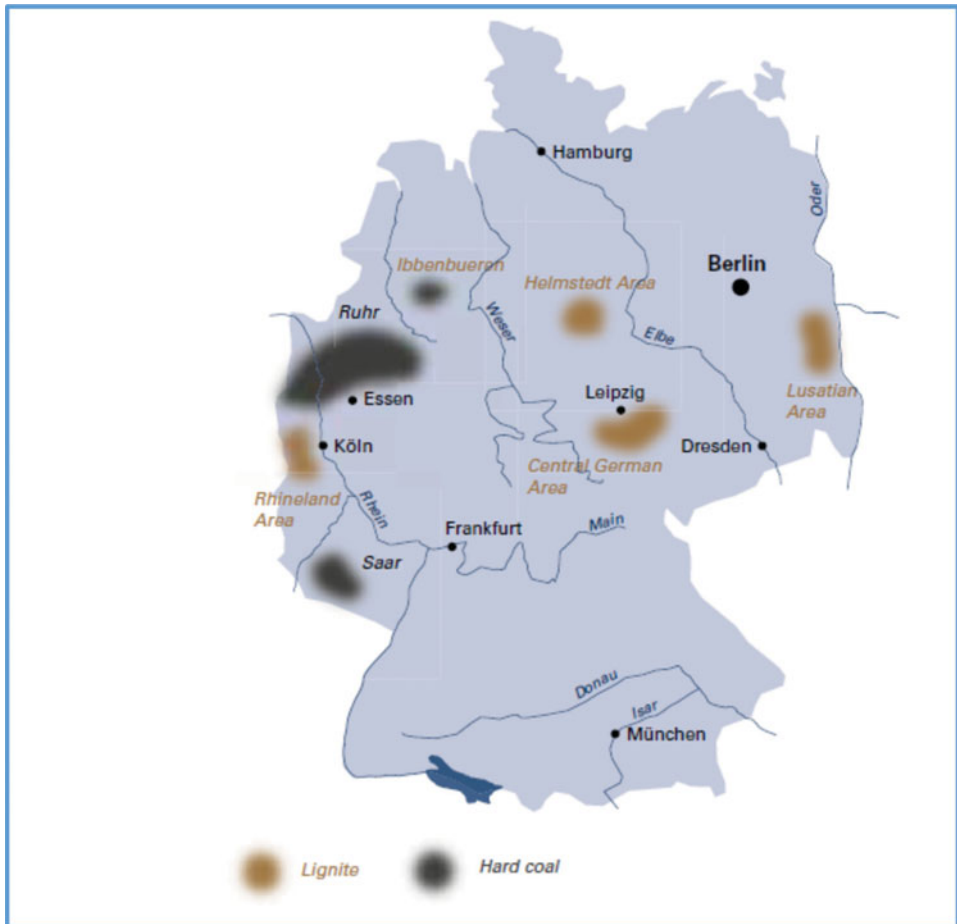 Hamburg
Oder
Berlin
Ibbenbueren
Helmstedt Area
Ruhr
Weser
Elbe
Essen
Leipzig
Lusatian
Area
Köln
Dresden
Central German
Area
Rhineland
Area
Rhein
Frankfurt
Main
Saar
Donau
Isar
München
Lignite
Hard coal